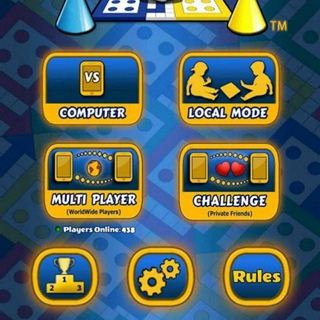 TM
VS
COMPUTER
LOCAL MODE
MULTI PLAYER
(WorldWide Players)
CHALLENGE
(Private Friends)
Players Online: 438
1
2 3
Rules